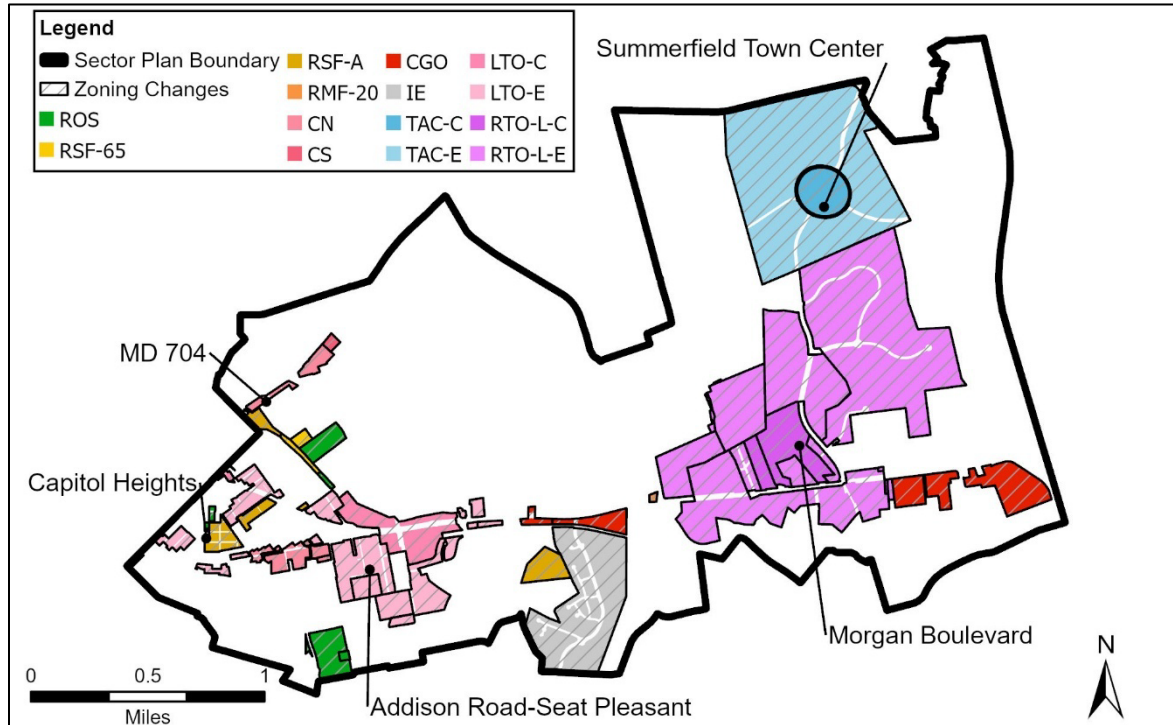 Legend
Sector Plan Boundary
Zoning Changes
ROS
RSF-65
RSF-A
RMF-20
CN
CS
CGO
IE
TAC-C
TAC-E
LTO-C
LTO-E
RTO-L-C
RTO-L-E
Summerfield Town Center
MD 704
Capitol Heights
Morgan Boulevard
Addison Road-Seat Pleasant
0 0.5 1
Miles
N